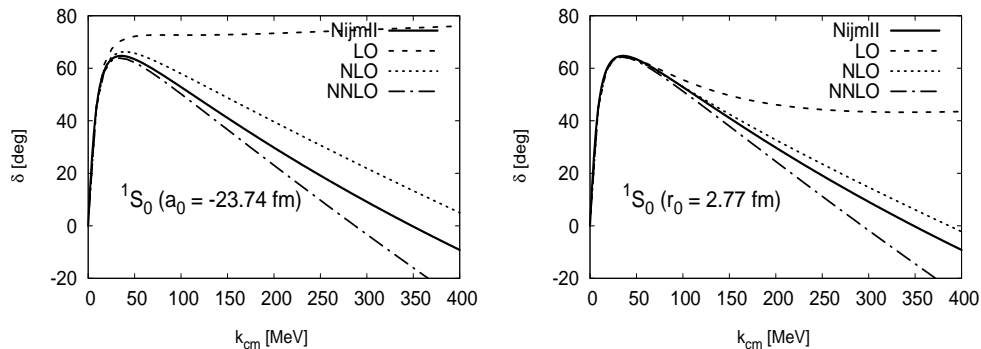 80
60
40
20
0
-20
δ [deg]
NijmII
LO
NLO
NNLO
¹S₀ (a₀ = -23.74 fm)
0 50 100 150 200 250 300 350 400
k_cm [MeV]
80
60
40
20
0
-20
δ [deg]
NijmII
LO
NLO
NNLO
¹S₀ (r₀ = 2.77 fm)
0 50 100 150 200 250 300 350 400
k_cm [MeV]